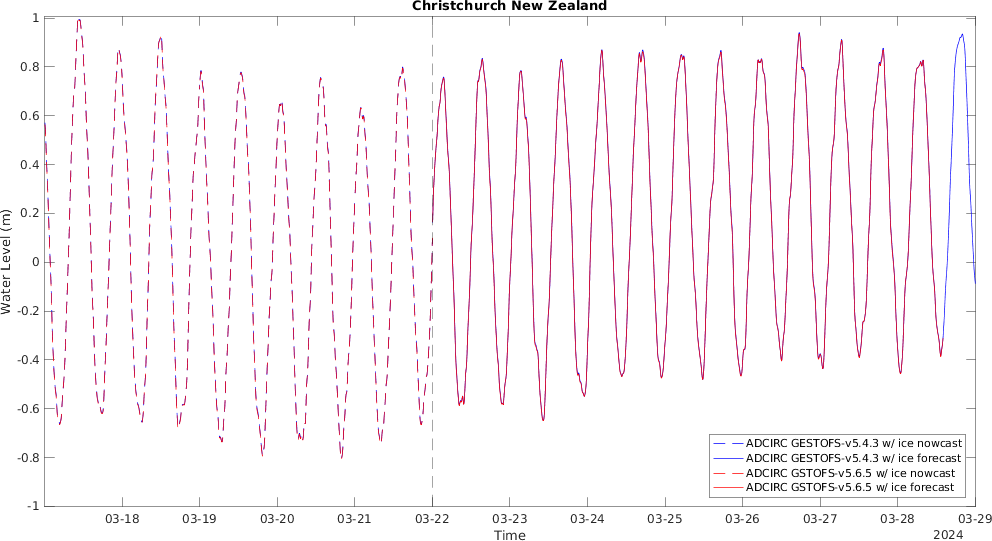 Christchurch New Zealand
1
0.8
0.6
0.4
0.2
0
-0.2
-0.4
-0.6
-0.8
-1
Water Level (m)
03-18 03-19 03-20 03-21 03-22 03-23 03-24 03-25 03-26 03-27 03-28 03-29
Time
2024
ADCIRC GESTOFS-v5.4.3 w/ ice nowcast
ADCIRC GESTOFS-v5.4.3 w/ ice forecast
ADCIRC GSTOFS-v5.6.5 w/ ice nowcast
ADCIRC GSTOFS-v5.6.5 w/ ice forecast